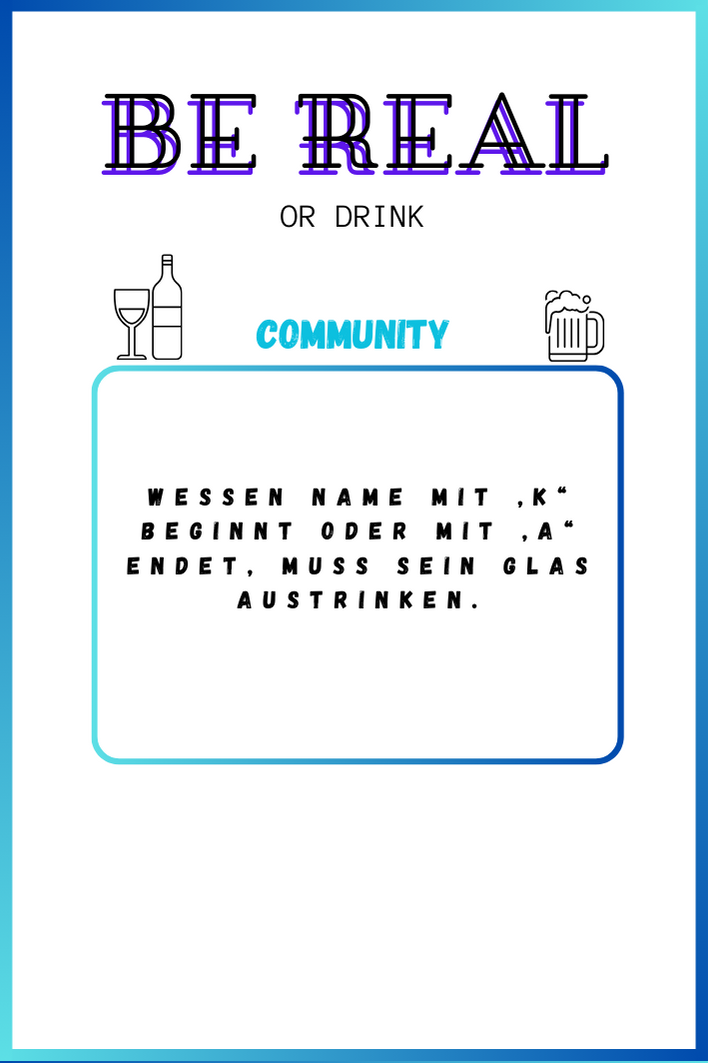 BE REAL
OR DRINK
COMMUNITY
WESSEN NAME MIT ‚K“
BEGINNT ODER MIT ‚A“
ENDET, MUSS SEIN GLAS
AUSTRINKEN.